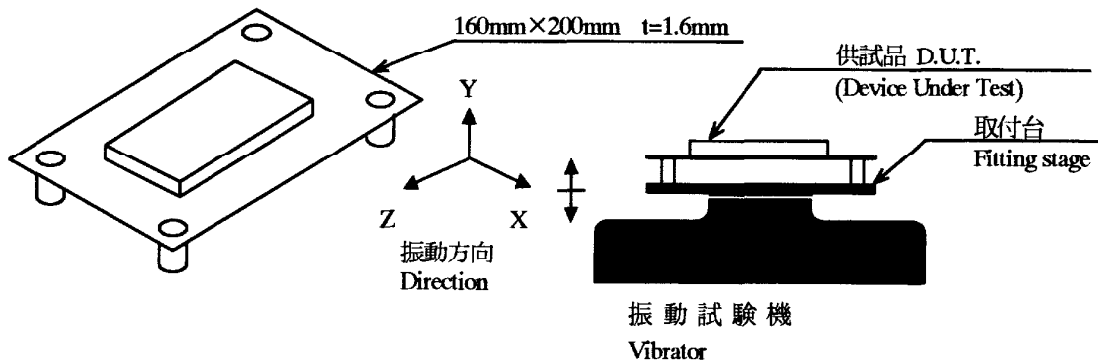 160mm×200mm t=1.6mm
供試品 D.U.T.
(Device Under Test)
取付台
Fitting stage
Y
Z
X
振動方向
Direction
振動試験機
Vibrator